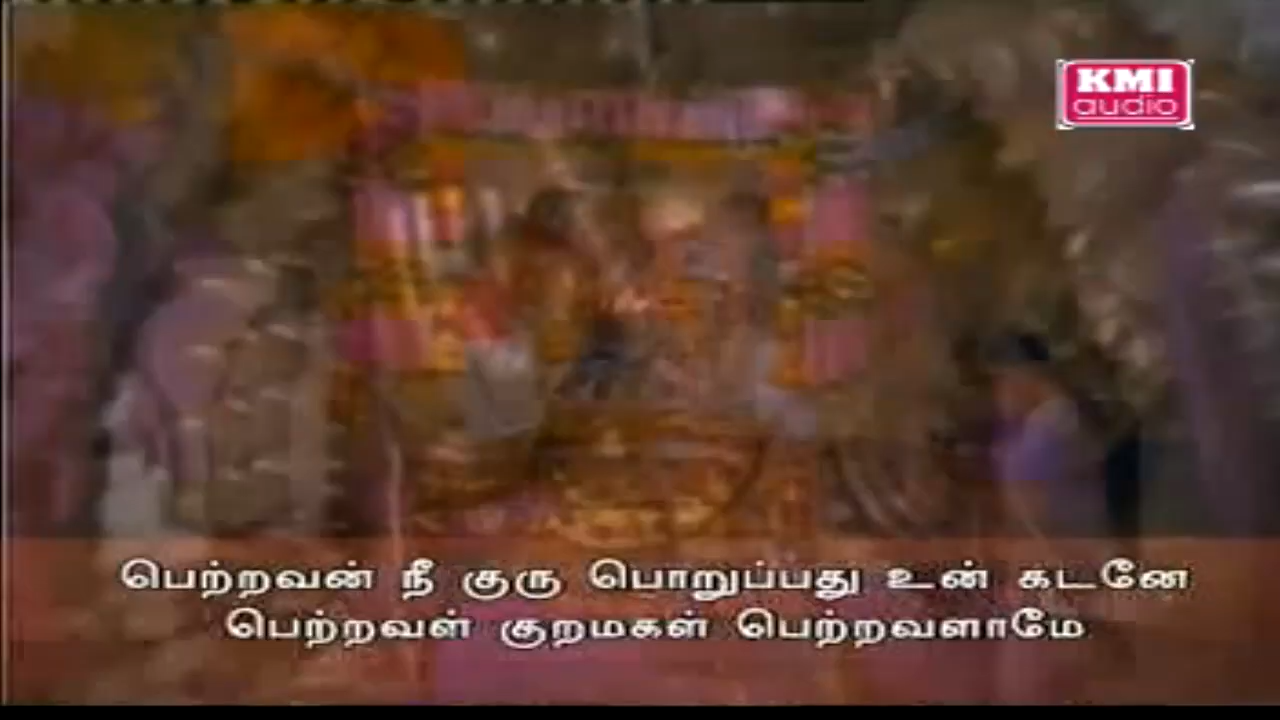 KMI
audio
பெற்றவன் நீ குரு பொறுப்பது உன் கடனே
பெற்றவள் குறமகள் பெற்றவளாமே